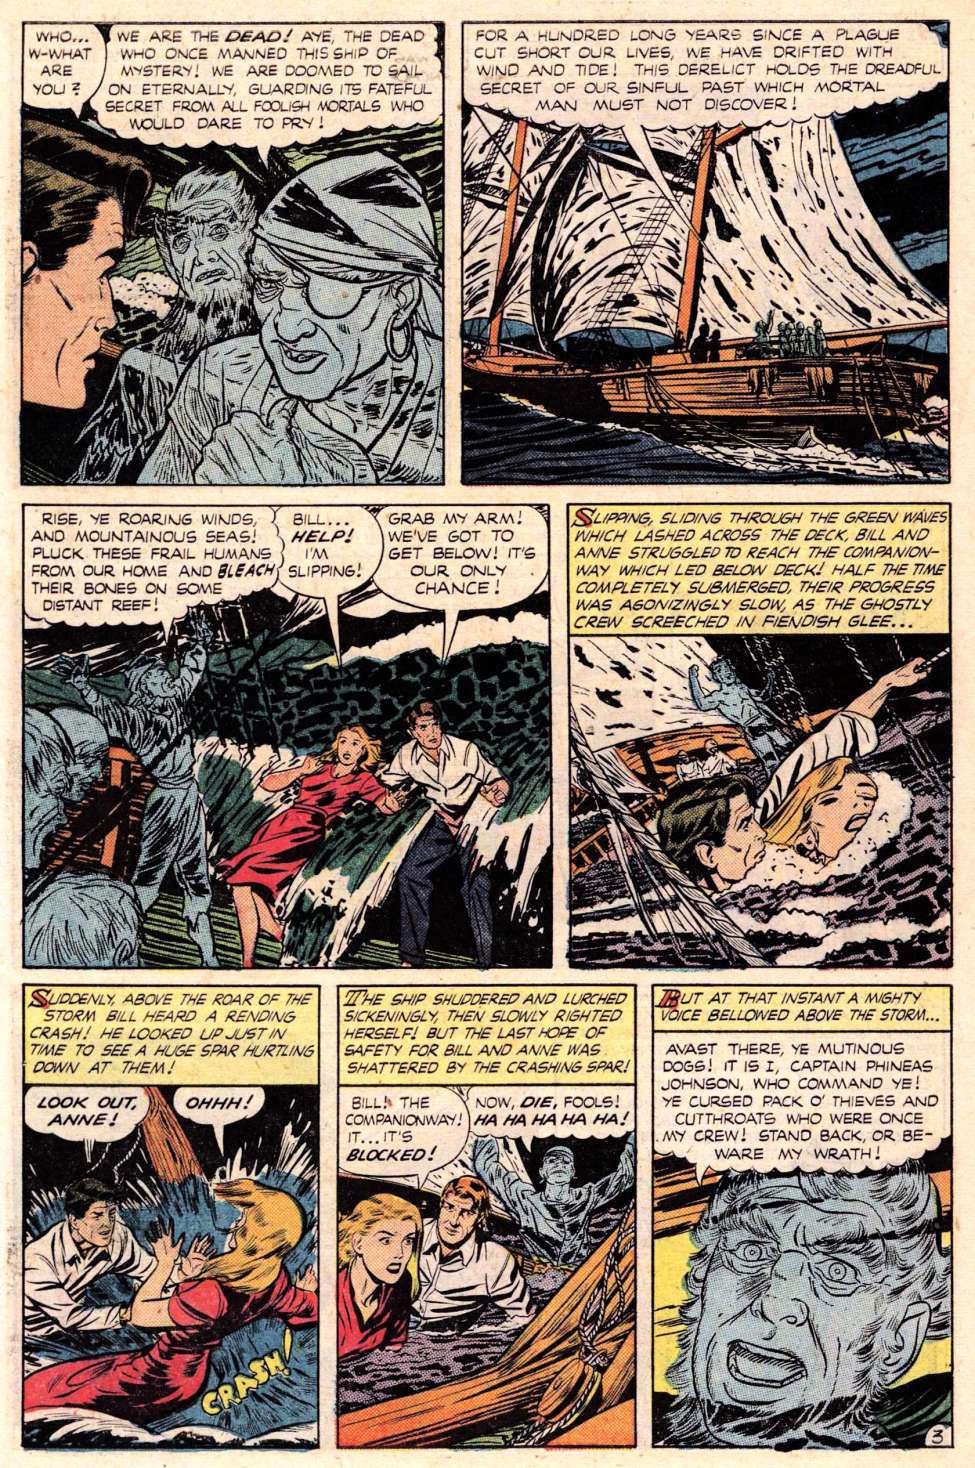 WHO...
W-WHAT
ARE
YOU?
WE ARE THE DEAD! AYE, THE DEAD
WHO ONCE MANNED THIS SHIP OF
MYSTERY! WE ARE DOOMED TO SAIL
ON ETERNALLY, GUARDING ITS FATEFUL
SECRET FROM ALL FOOLISH MORTALS WHO
WOULD DARE TO PRY!
FOR A HUNDRED LONG YEARS SINCE A PLAGUE
CUT SHORT OUR LIVES, WE HAVE DRIFTED WITH
WIND AND TIDE! THIS DERELICT HOLDS THE DREADFUL
SECRET OF OUR SINFUL PAST WHICH MORTAL
MAN MUST NOT DISCOVER!
RISE, YE ROARING WINDS,
AND MOUNTAINOUS SEAS!
PLUCK THESE FRAIL HUMANS
FROM OUR HOME AND BLEACH
THEIR BONES ON SOME
DISTANT REEF!
BILL...
HELP!
I'M
SLIPPING!
GRAB MY ARM!
WE'VE GOT TO
GET BELOW! IT'S
OUR ONLY
CHANCE!
SLIPPING, SLIDING THROUGH THE GREEN WAVES
WHICH LASHED ACROSS THE DECK, BILL AND
ANNE STRUGGLED TO REACH THE COMPANION-
WAY WHICH LED BELOW DECK! HALF THE TIME
COMPLETELY SUBMERGED, THEIR PROGRESS
WAS AGONIZINGLY SLOW, AS THE GHOSTLY
CREW SCREECHED IN FIENDISH GLEE...
SUDDENLY, ABOVE THE ROAR OF THE
STORM BILL HEARD A RENDING
CRASH! HE LOOKED UP JUST IN
TIME TO SEE A HUGE SPAR HURTLING
DOWN AT THEM!
LOOK OUT,
ANNE!
OHHH!
CRASH!
THE SHIP SHUDDERED AND LURCHED
SICKENINGLY, THEN SLOWLY RIGHTED
HERSELF! BUT THE LAST HOPE OF
SAFETY FOR BILL AND ANNE WAS
SHATTERED BY THE CRASHING SPAR!
BILL! THE
COMPANIONWAY!
IT...IT'S
BLOCKED!
NOW, DIE, FOOLS!
HA HA HA HA HA!
BUT AT THAT INSTANT A MIGHTY
VOICE BELLOWED ABOVE THE STORM...
AVAST THERE, YE MUTINOUS
DOGS! IT IS I, CAPTAIN PHINEAS
JOHNSON, WHO COMMAND YE!
YE CURSED PACK O' THIEVES AND
CUTTHROATS WHO WERE ONCE
MY CREW! STAND BACK, OR BE-
WARE MY WRATH!
3